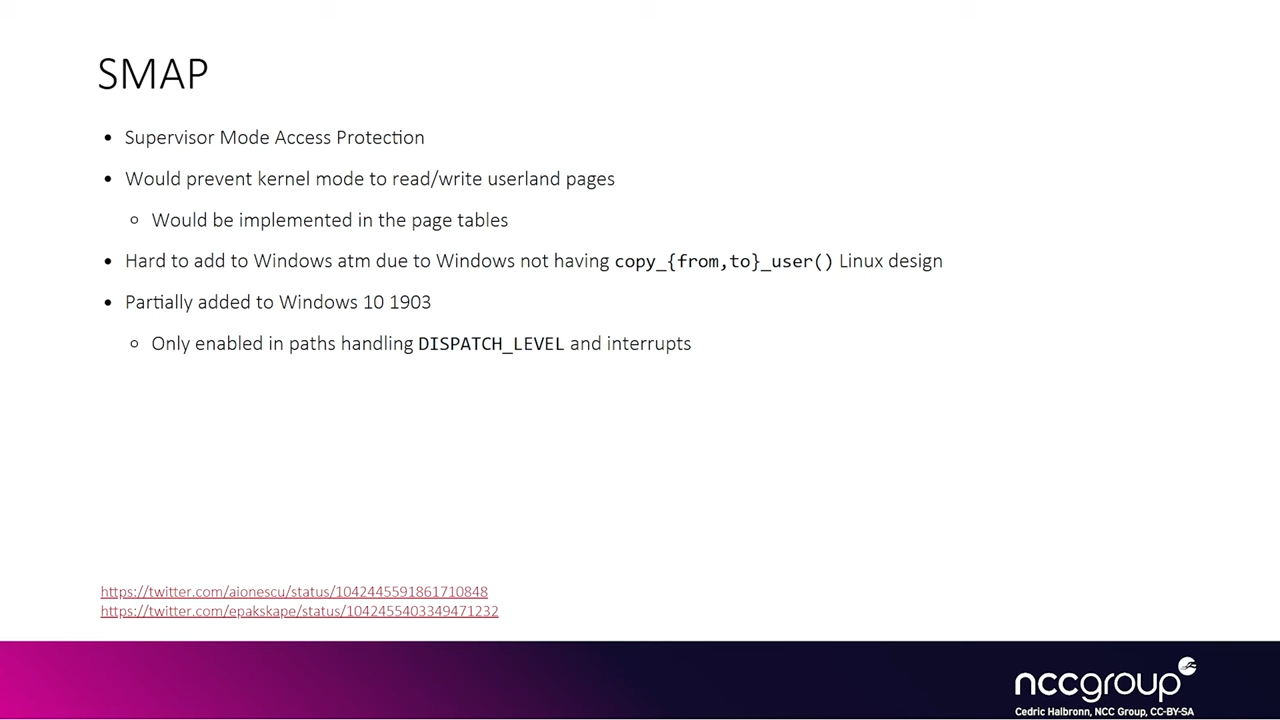 SMAP
• Supervisor Mode Access Protection
• Would prevent kernel mode to read/write userland pages
○ Would be implemented in the page tables
• Hard to add to Windows atm due to Windows not having copy_{from,to}_user() Linux design
• Partially added to Windows 10 1903
○ Only enabled in paths handling DISPATCH_LEVEL and interrupts
https://twitter.com/aionescu/status/1042445591861710848
https://twitter.com/epakskape/status/1042455403349471232
nccgroup
Cedric Halbronn, NCC Group, CC-BY-SA